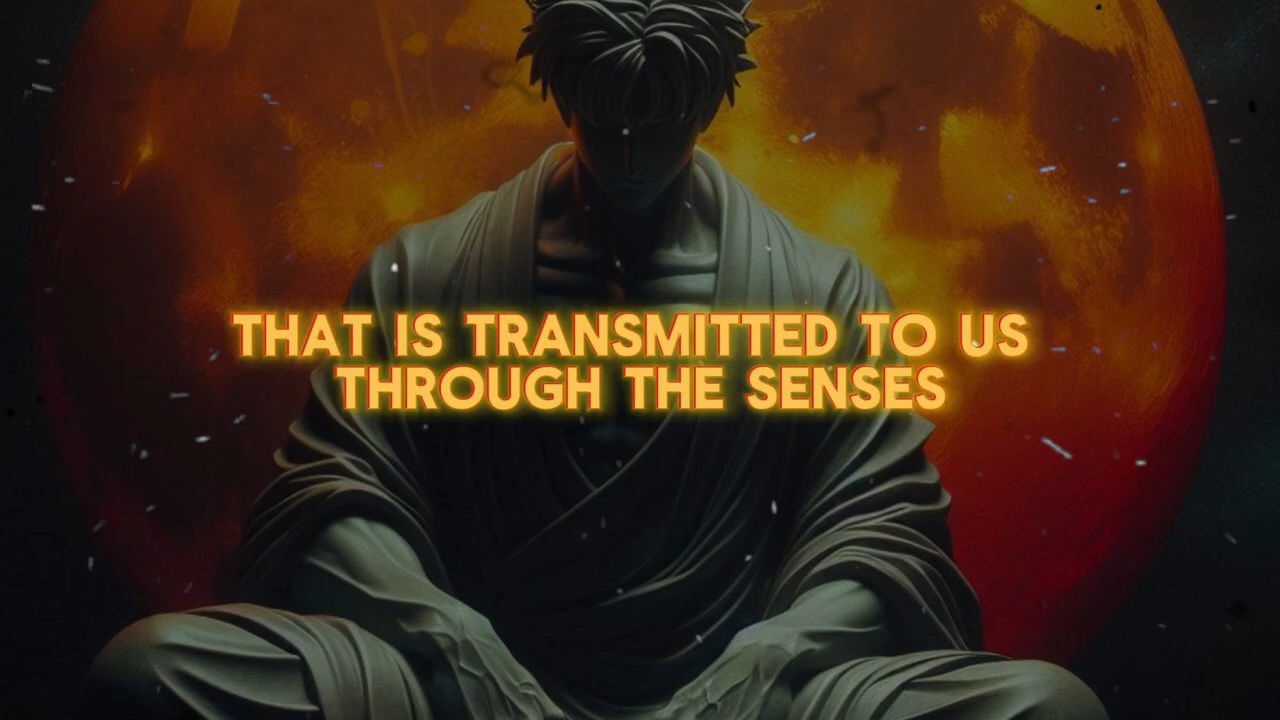 THAT IS TRANSMITTED TO US
THROUGH THE SENSES